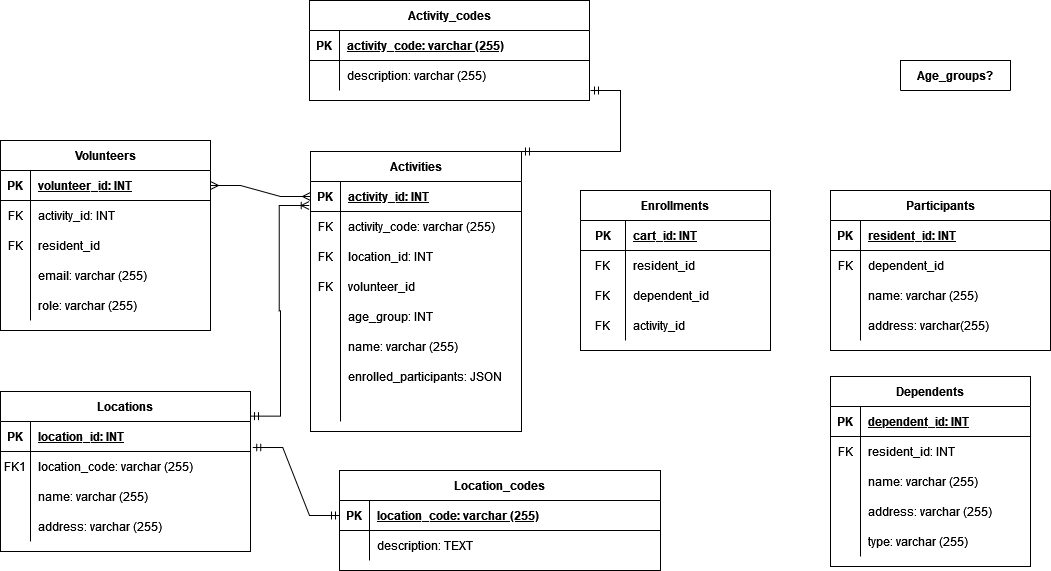 Activity_codes
PK activity_code: varchar (255)
description: varchar (255)
Age_groups?
Volunteers
PK volunteer_id: INT
FK activity_id: INT
FK resident_id
email: varchar (255)
role: varchar (255)
Activities
PK activity_id: INT
FK activity_code: varchar (255)
FK location_id: INT
FK volunteer_id
age_group: INT
name: varchar (255)
enrolled_participants: JSON
Enrollments
PK cart_id: INT
FK resident_id
FK dependent_id
FK activity_id
Participants
PK resident_id: INT
FK dependent_id
name: varchar (255)
address: varchar(255)
Locations
PK location_id: INT
FK1 location_code: varchar (255)
name: varchar (255)
address: varchar (255)
Location_codes
PK location_code: varchar (255)
description: TEXT
Dependents
PK dependent_id: INT
FK resident_id: INT
name: varchar (255)
address: varchar (255)
type: varchar (255)